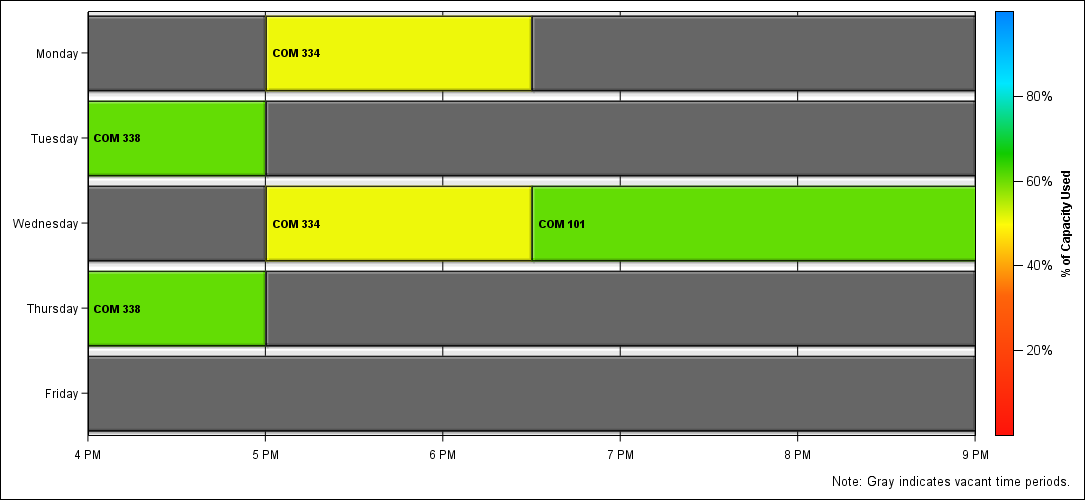 Monday
COM 334
Tuesday
COM 338
Wednesday
COM 334
COM 101
Thursday
COM 338
Friday
4 PM
5 PM
6 PM
7 PM
8 PM
9 PM
80%
60%
40%
20%
% of Capacity Used
Note: Gray indicates vacant time periods.